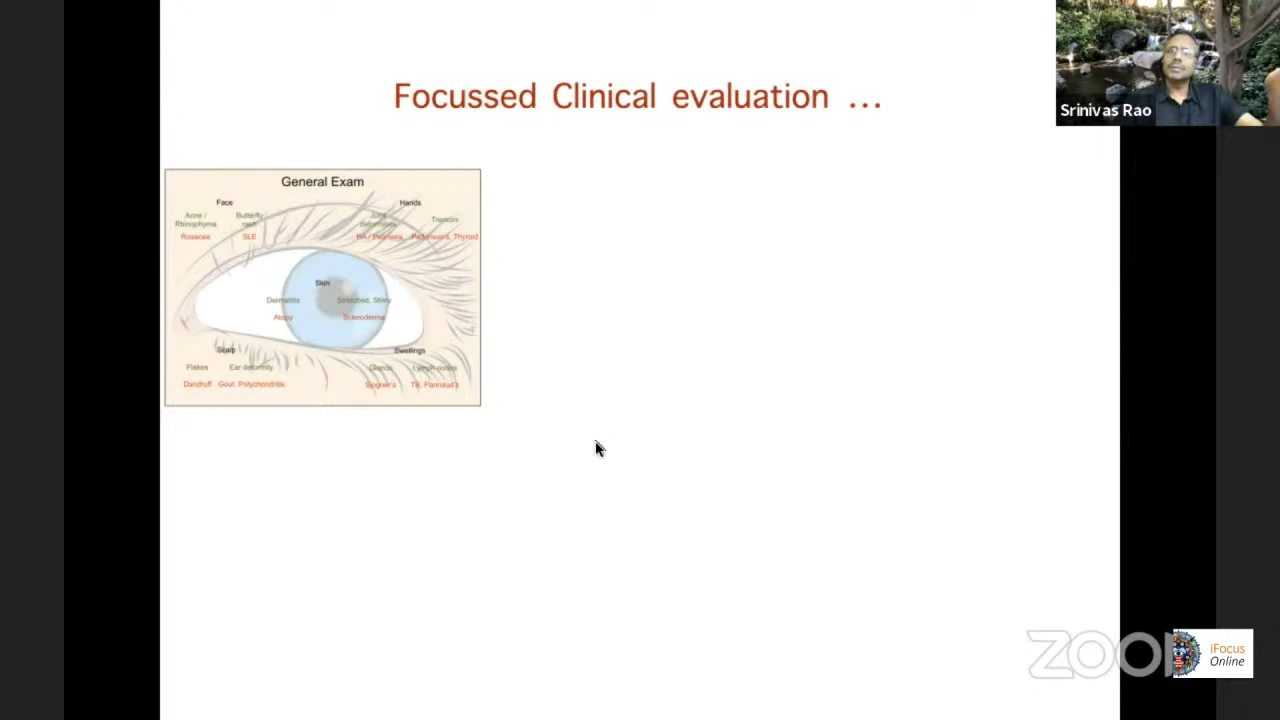 Focussed Clinical evaluation ...
Srinivas Rao
General Exam
Face
Hands
Acne / Rhinophyma
Butterfly rash
Joint deformities
Tremors
Rosacea
SLE
RA / Psoriasis
Parkinsons, Thyroid
Skin
Dermatitis
Stretched, Shiny
Atopy
Scleroderma
Scalp
Swellings
Flakes
Ear deformity
Glands
Lymph nodes
Dandruff
Gout, Polychondritis
Sjogren's
TB, Parinaud's
ZOOM
iFocus
Online